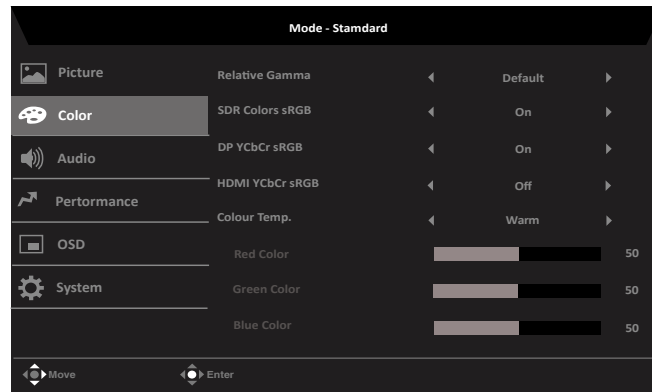 Mode - Stamdard
Picture
Color
Audio
Pertormance
OSD
System
Relative Gamma Default
SDR Colors sRGB On
DP YCbCr sRGB On
HDMI YCbCr sRGB Off
Colour Temp. Warm
Red Color 50
Green Color 50
Blue Color 50
Move Enter